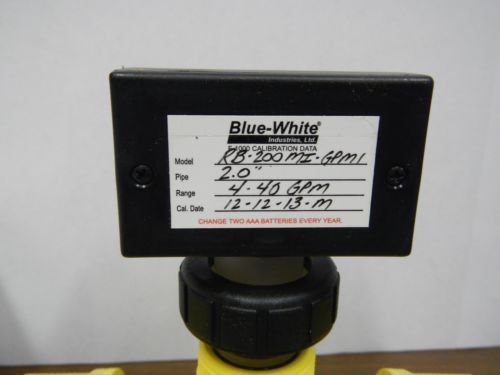 Blue-White®
Industries, Ltd.
F-1000 CALIBRATION DATA
Model RB-200MI-GPM1
Pipe 2.0"
Range 4-40 GPM
Cal. Date 12-12-13-M
CHANGE TWO AAA BATTERIES EVERY YEAR.